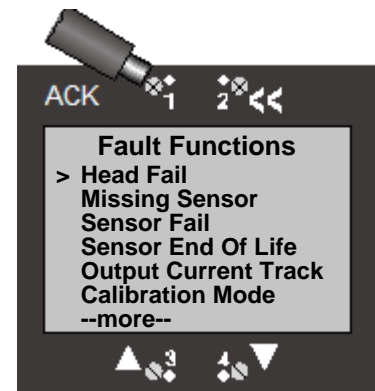 ACK 1 2 <<
Fault Functions
> Head Fail
Missing Sensor
Sensor Fail
Sensor End Of Life
Output Current Track
Calibration Mode
--more--
3 4